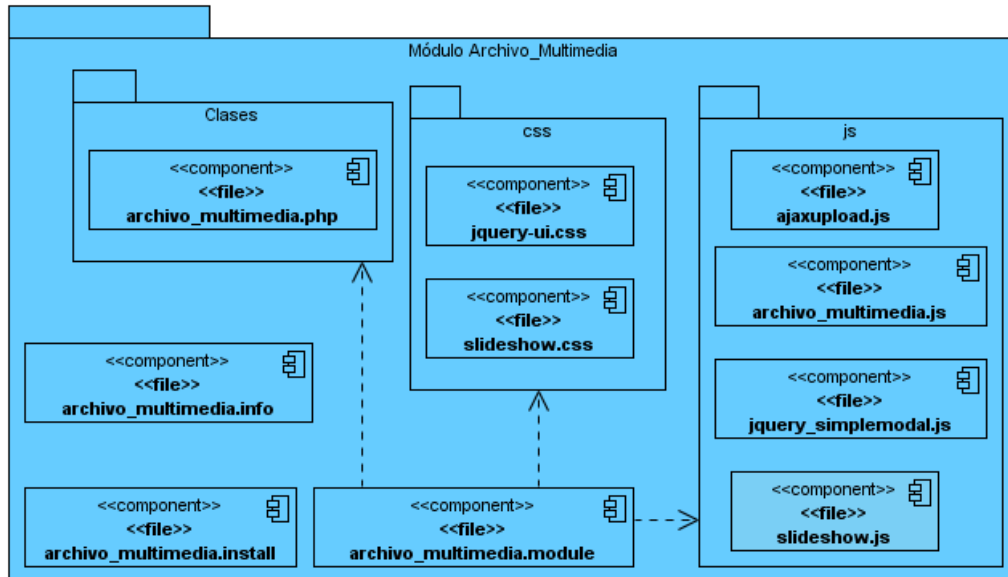 Módulo Archivo_Multimedia
Clases
<<component>>
<<file>>
archivo_multimedia.php
css
<<component>>
<<file>>
jquery-ui.css
<<component>>
<<file>>
slideshow.css
js
<<component>>
<<file>>
ajaxupload.js
<<component>>
<<file>>
archivo_multimedia.js
<<component>>
<<file>>
jquery_simplemodal.js
<<component>>
<<file>>
slideshow.js
<<component>>
<<file>>
archivo_multimedia.info
<<component>>
<<file>>
archivo_multimedia.install
<<component>>
<<file>>
archivo_multimedia.module